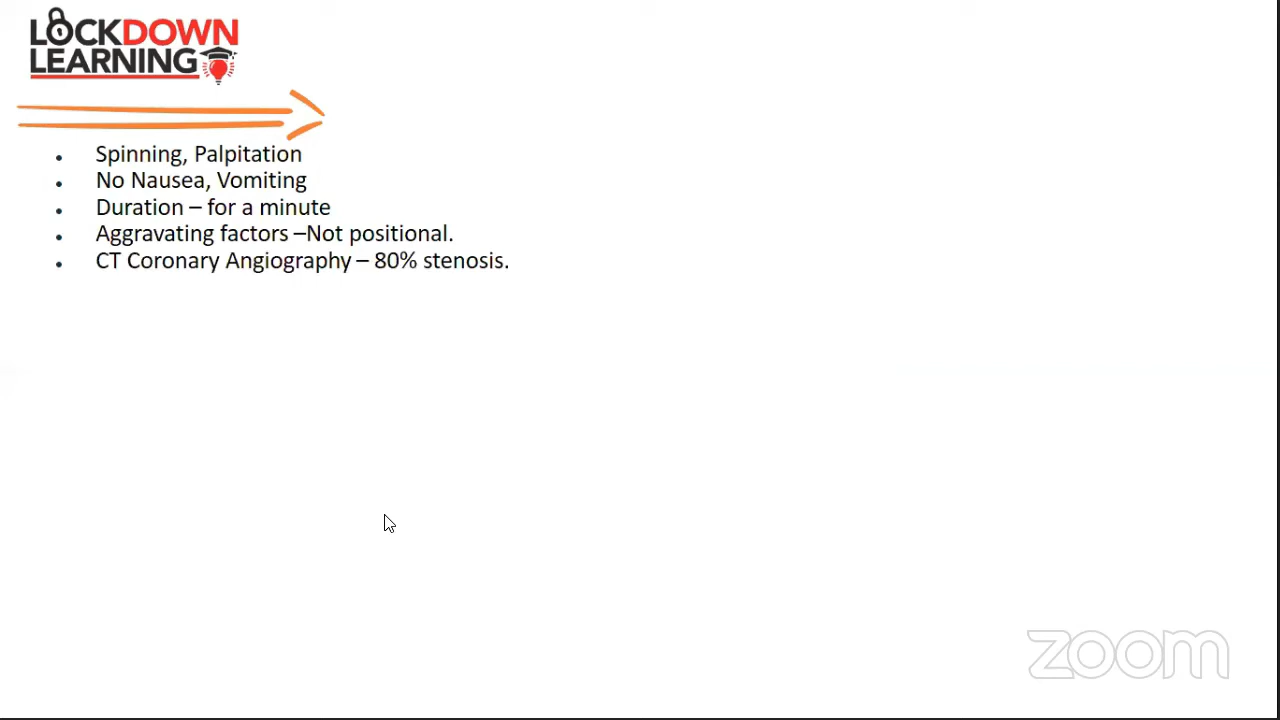 LOCKDOWN
LEARNING
• Spinning, Palpitation
• No Nausea, Vomiting
• Duration – for a minute
• Aggravating factors –Not positional.
• CT Coronary Angiography – 80% stenosis.
zoom